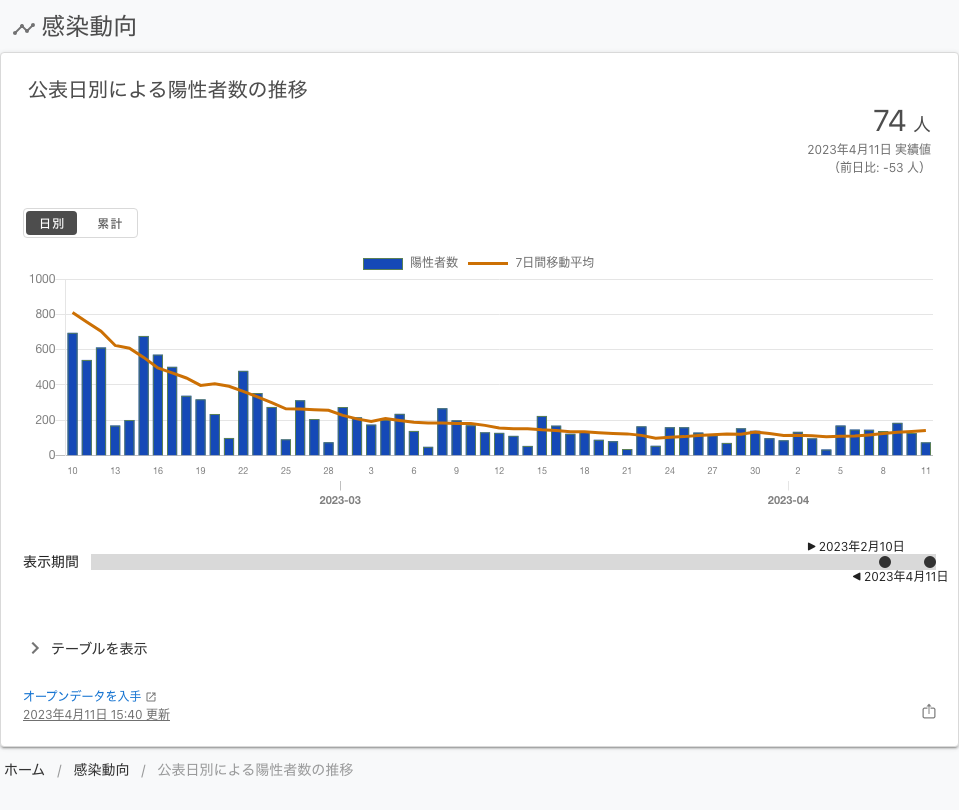 感染動向
公表日別による陽性者数の推移
74 人
2023年4月11日 実績値
（前日比: -53 人）
日別 累計
陽性者数 7日間移動平均
1000
800
600
400
200
0
10 13 16 19 22 25 28 3 6 9 12 15 18 21 24 27 30 2 5 8 11
2023-03 2023-04
▶ 2023年2月10日
表示期間
◀ 2023年4月11日
テーブルを表示
オープンデータを入手
2023年4月11日 15:40 更新
ホーム / 感染動向 / 公表日別による陽性者数の推移